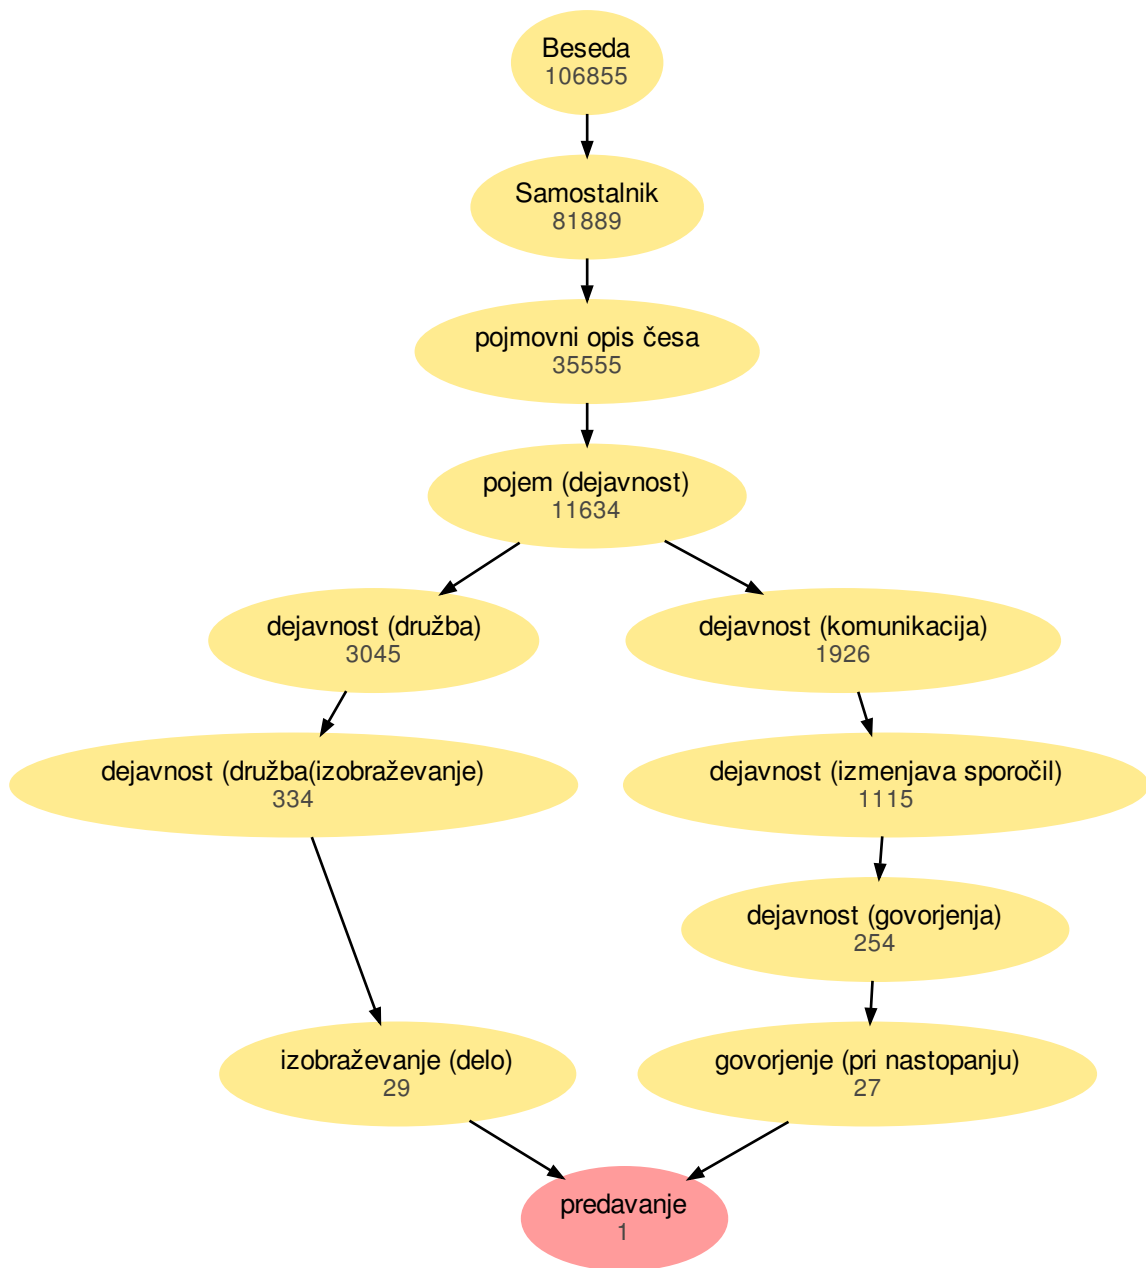 Beseda
106855
Samostalnik
81889
pojmovni opis česa
35555
pojem (dejavnost)
11634
dejavnost (družba)
3045
dejavnost (komunikacija)
1926
dejavnost (družba(izobraževanje)
334
dejavnost (izmenjava sporočil)
1115
dejavnost (govorjenja)
254
izobraževanje (delo)
29
govorjenje (pri nastopanju)
27
predavanje
1